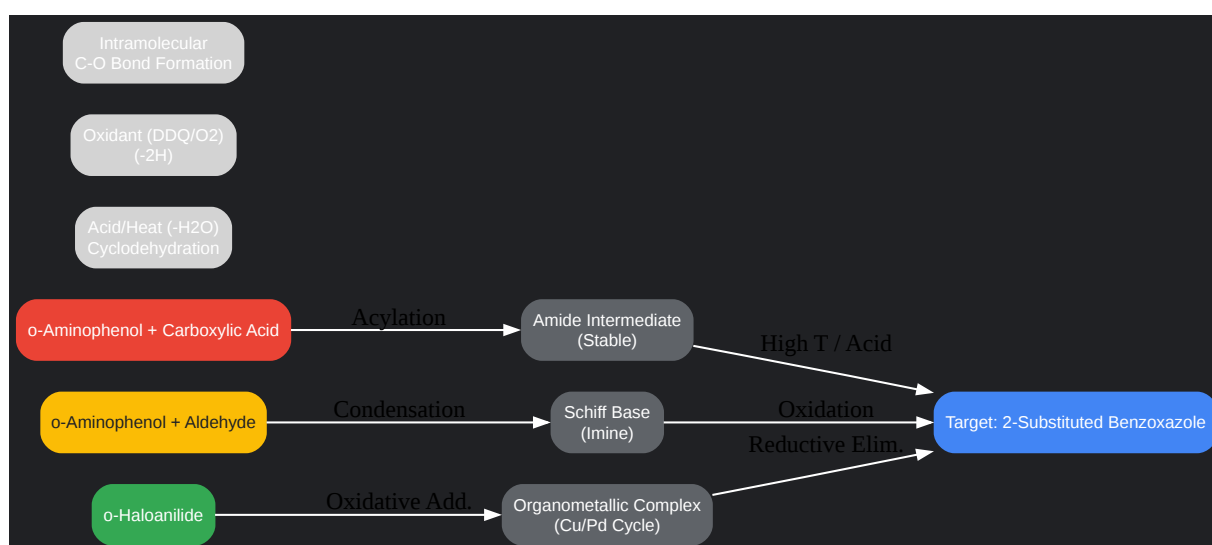 Intramolecular
C-O Bond Formation
Oxidant (DDQ/O2)
(-2H)
Acid/Heat (-H2O)
Cyclodehydration
o-Aminophenol + Carboxylic Acid
Acylation
Amide Intermediate
(Stable)
High T / Acid
o-Aminophenol + Aldehyde
Condensation
Schiff Base
(Imine)
Oxidation
Target: 2-Substituted Benzoxazole
Reductive Elim.
o-Haloanilide
Oxidative Add.
Organometallic Complex
(Cu/Pd Cycle)